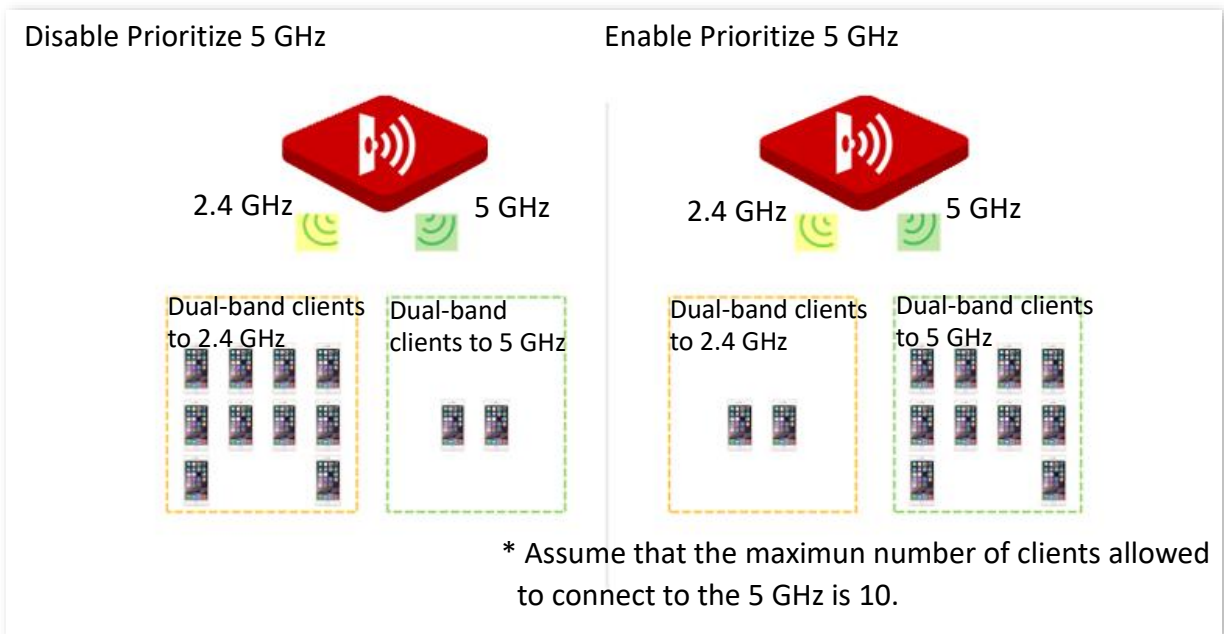 Disable Prioritize 5 GHz
Enable Prioritize 5 GHz
2.4 GHz
5 GHz
2.4 GHz
5 GHz
Dual-band clients
to 2.4 GHz
Dual-band
clients to 5 GHz
Dual-band clients
to 2.4 GHz
Dual-band clients
to 5 GHz
* Assume that the maximun number of clients allowed
to connect to the 5 GHz is 10.